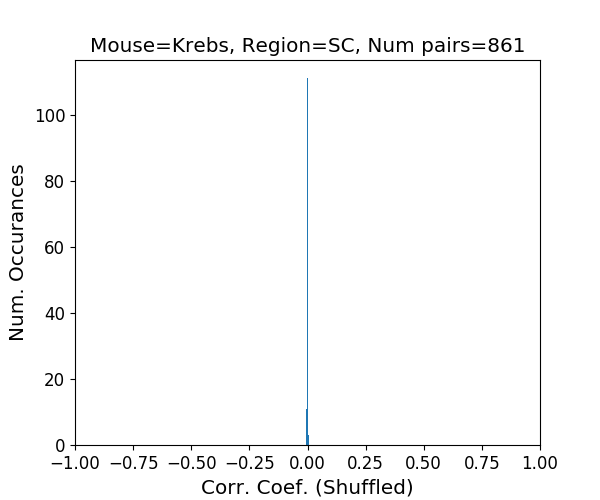 Mouse=Krebs, Region=SC, Num pairs=861
Num. Occurances
100
80
60
40
20
0
−1.00 −0.75 −0.50 −0.25 0.00 0.25 0.50 0.75 1.00
Corr. Coef. (Shuffled)